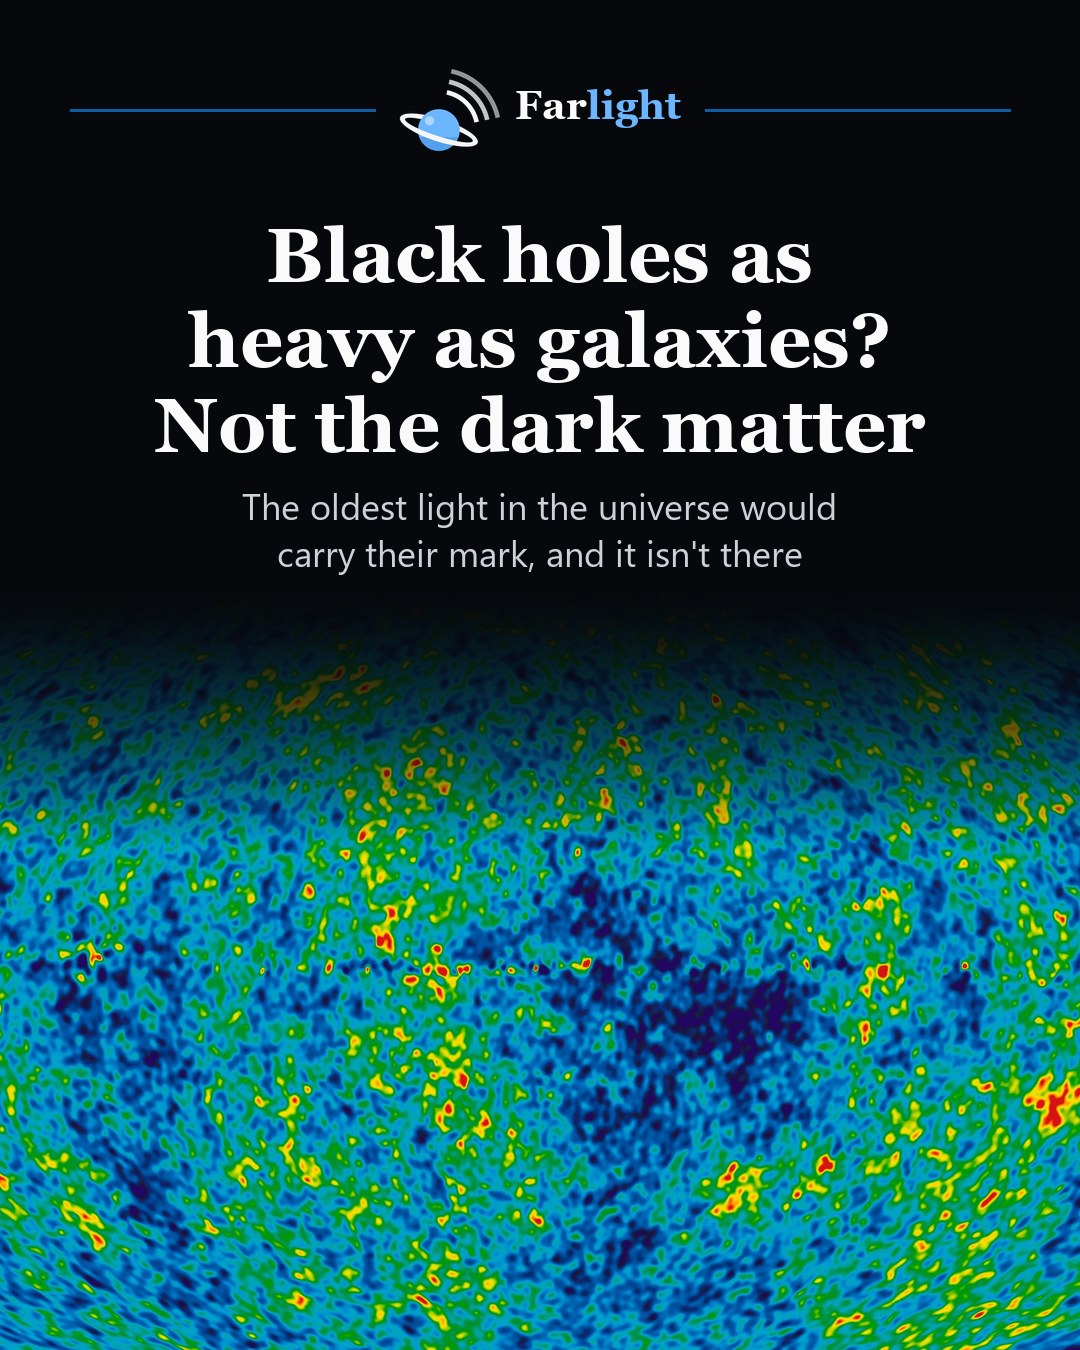 Farlight
Black holes as
heavy as galaxies?
Not the dark matter
The oldest light in the universe would
carry their mark, and it isn't there